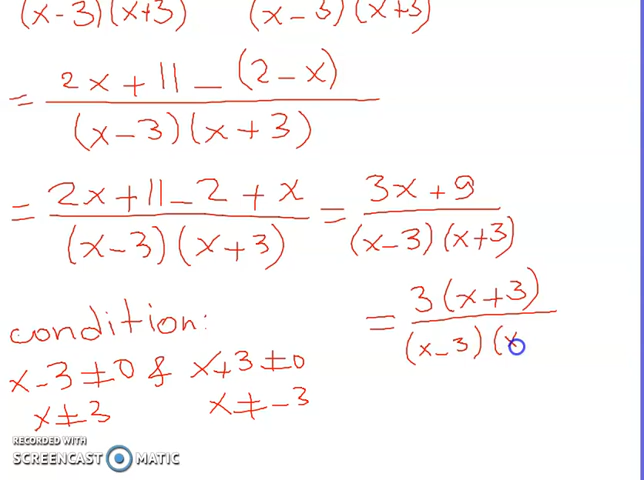 (x-3)(x+3) (x-3)(x+3)
= 2x+11-(2-x) / (x-3)(x+3)
= 2x+11-2+x / (x-3)(x+3) = 3x+9 / (x-3)(x+3)
= 3(x+3) / (x-3)(x
condition:
x-3≠0 & x+3≠0
x≠3 x≠-3
RECORDED WITH
SCREENCAST MATIC